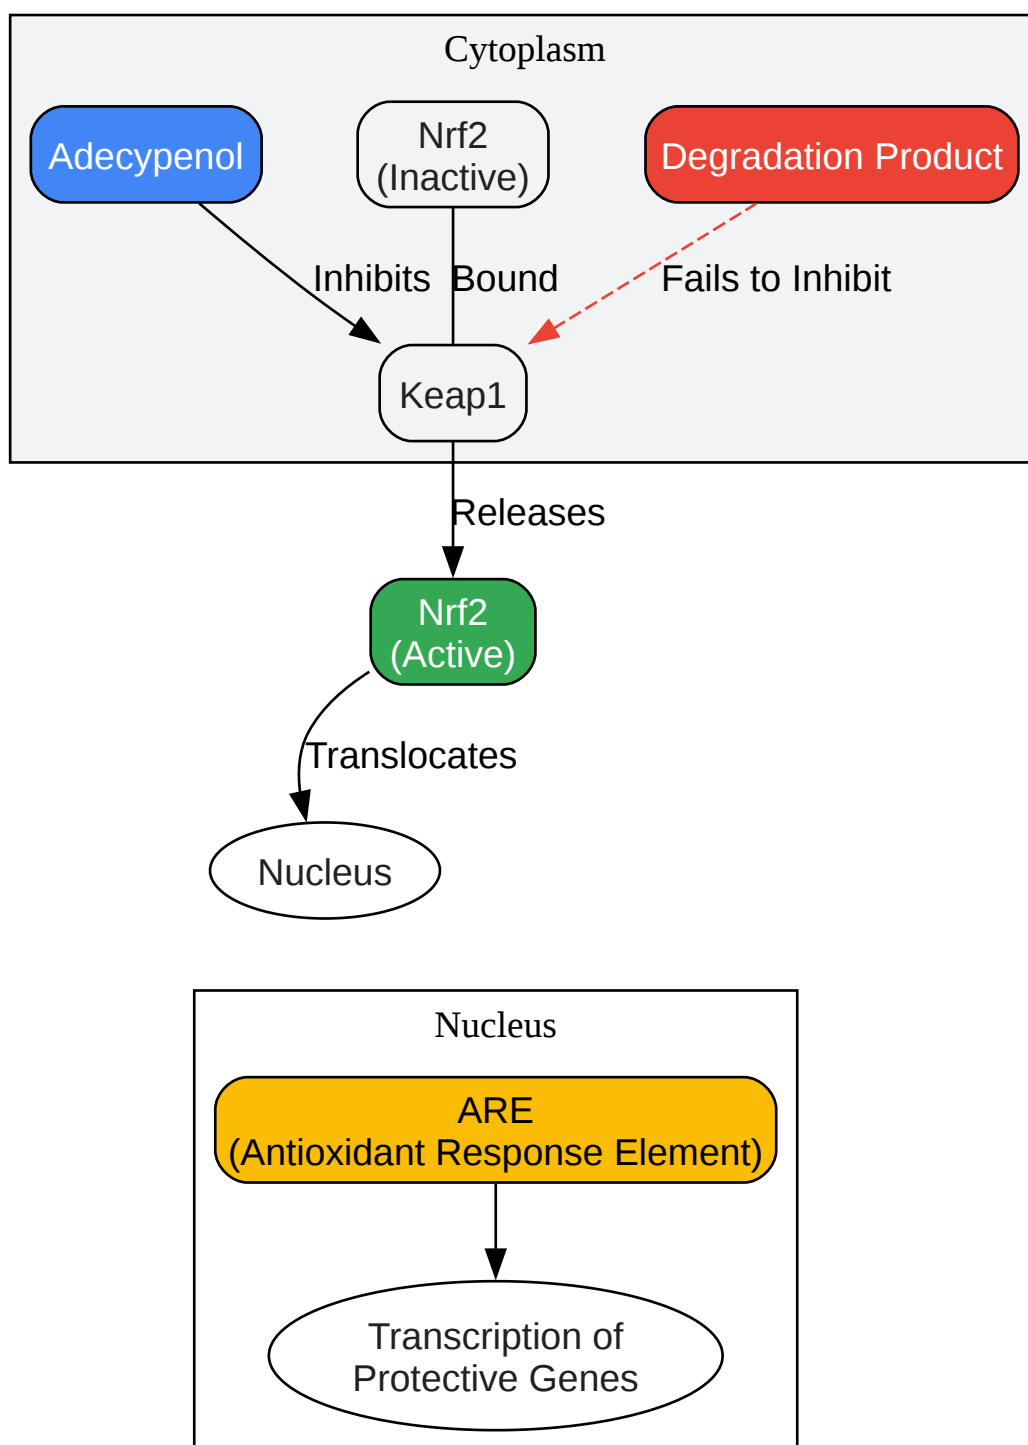 Cytoplasm
Adecypenol
Nrf2
(Inactive)
Degradation Product
Inhibits
Bound
Fails to Inhibit
Keap1
Releases
Nrf2
(Active)
Translocates
Nucleus
Nucleus
ARE
(Antioxidant Response Element)
Transcription of
Protective Genes